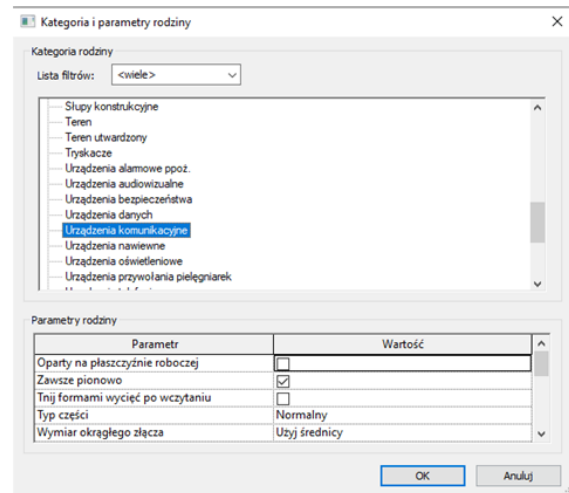 Kategoria i parametry rodziny
Kategoria rodziny
Lista filtrów: <wiele>
Słupy konstrukcyjne
Teren
Teren utwardzony
Tryskacze
Urządzenia alarmowe ppoż.
Urządzenia audiowizualne
Urządzenia bezpieczeństwa
Urządzenia danych
Urządzenia komunikacyjne
Urządzenia nawiewne
Urządzenia oświetleniowe
Urządzenia przywołania pielęgniarek
Parametry rodziny
Parametr Wartość
Oparty na płaszczyźnie roboczej
Zawsze pionowo
Tnij formami wycięć po wczytaniu
Typ części Normalny
Wymiar okrągłego złącza Użyj średnicy
OK Anuluj